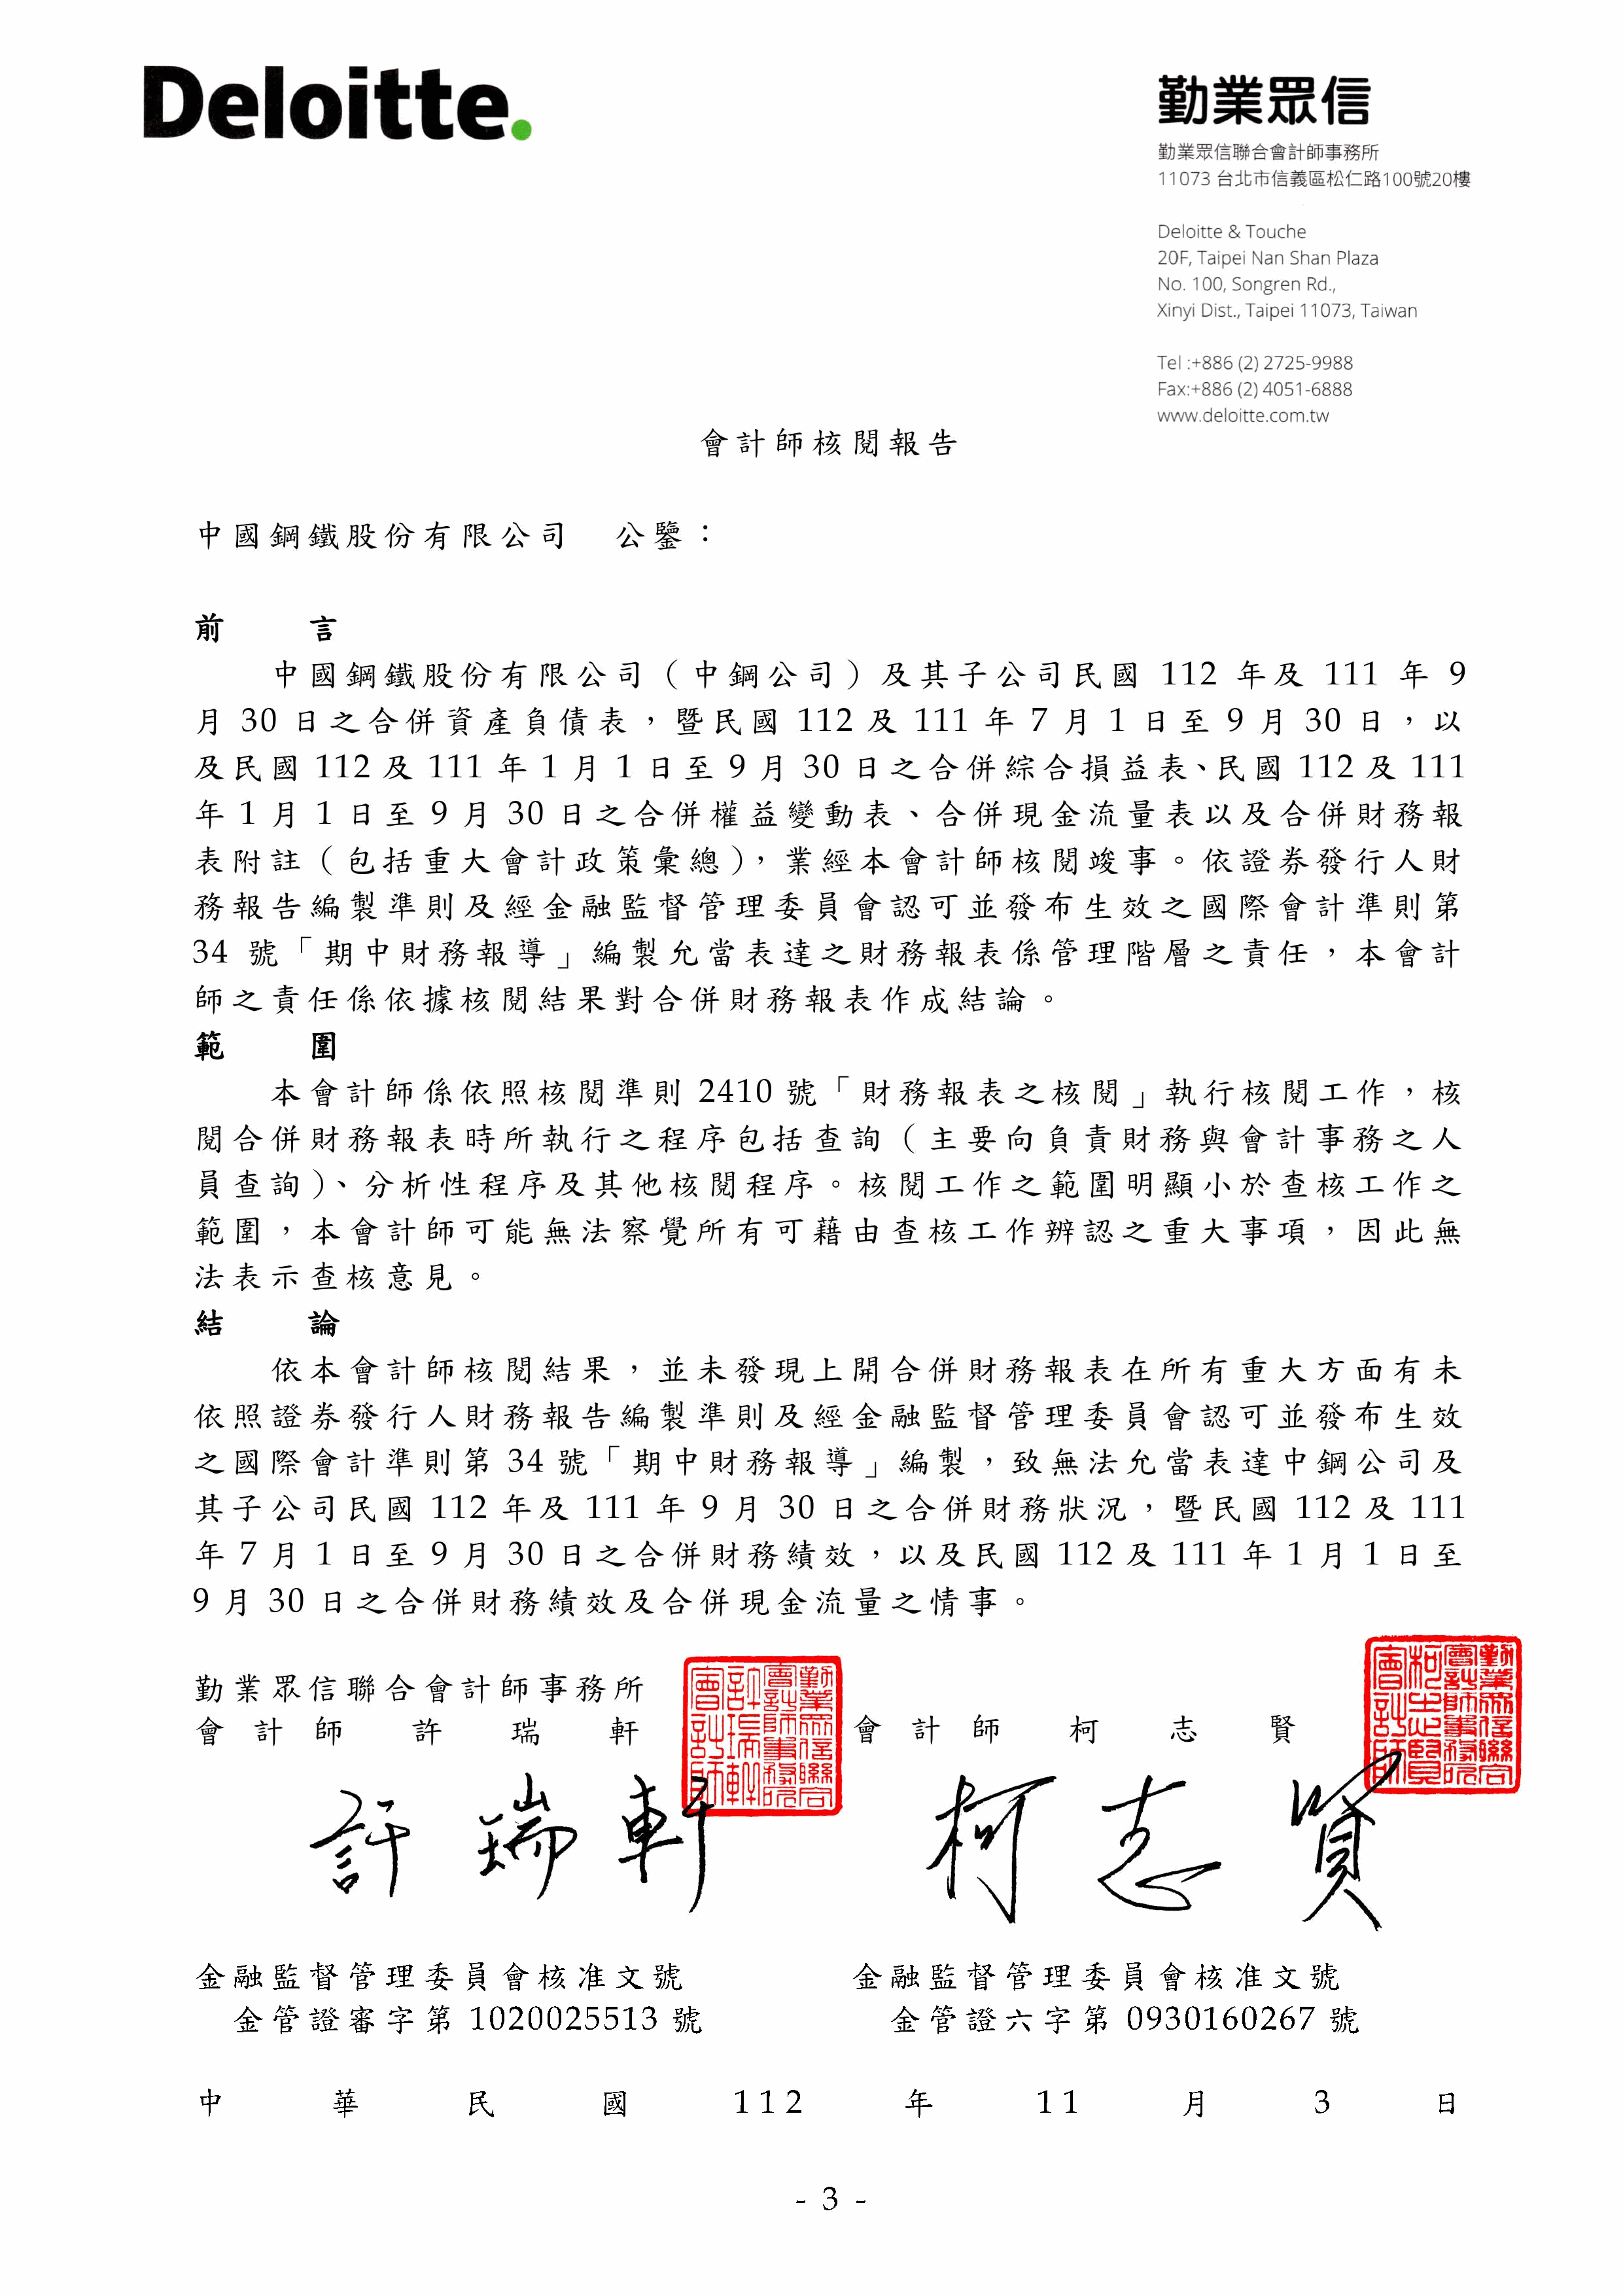 Deloitte.
勤業眾信
勤業眾信聯合會計師事務所
11073 台北市信義區松仁路100號20樓
Deloitte & Touche
20F, Taipei Nan Shan Plaza
No. 100, Songren Rd.,
Xinyi Dist., Taipei 11073, Taiwan
Tel :+886 (2) 2725-9988
Fax:+886 (2) 4051-6888
www.deloitte.com.tw
會計師核閱報告
中國鋼鐵股份有限公司 公鑒：
前 言
中國鋼鐵股份有限公司（中鋼公司）及其子公司民國 112 年及 111 年 9
月 30 日之合併資產負債表，暨民國 112 及 111 年 7 月 1 日至 9 月 30 日，以
及民國 112 及 111 年 1 月 1 日至 9 月 30 日之合併綜合損益表、民國 112 及 111
年 1 月 1 日至 9 月 30 日之合併權益變動表、合併現金流量表以及合併財務報
表附註（包括重大會計政策彙總），業經本會計師核閱竣事。依證券發行人財
務報告編製準則及經金融監督管理委員會認可並發布生效之國際會計準則第
34 號「期中財務報導」編製允當表達之財務報表係管理階層之責任，本會計
師之責任係依據核閱結果對合併財務報表作成結論。
範 圍
本會計師係依照核閱準則 2410 號「財務報表之核閱」執行核閱工作，核
閱合併財務報表時所執行之程序包括查詢（主要向負責財務與會計事務之人
員查詢）、分析性程序及其他核閱程序。核閱工作之範圍明顯小於查核工作之
範圍，本會計師可能無法察覺所有可藉由查核工作辨認之重大事項，因此無
法表示查核意見。
結 論
依本會計師核閱結果，並未發現上開合併財務報表在所有重大方面有未
依照證券發行人財務報告編製準則及經金融監督管理委員會認可並發布生效
之國際會計準則第 34 號「期中財務報導」編製，致無法允當表達中鋼公司及
其子公司民國 112 年及 111 年 9 月 30 日之合併財務狀況，暨民國 112 及 111
年 7 月 1 日至 9 月 30 日之合併財務績效，以及民國 112 及 111 年 1 月 1 日至
9 月 30 日之合併財務績效及合併現金流量之情事。
勤業眾信聯合會計師事務所
會計師 許瑞軒 會計師 柯志賢
勤業眾信聯合會計師事務所許瑞軒會計師
勤業眾信聯合會計師事務所柯志賢會計師
許瑞軒 柯志賢
金融監督管理委員會核准文號 金融監督管理委員會核准文號
金管證審字第 1020025513 號 金管證六字第 0930160267 號
中華民國 112 年 11 月 3 日
- 3 -